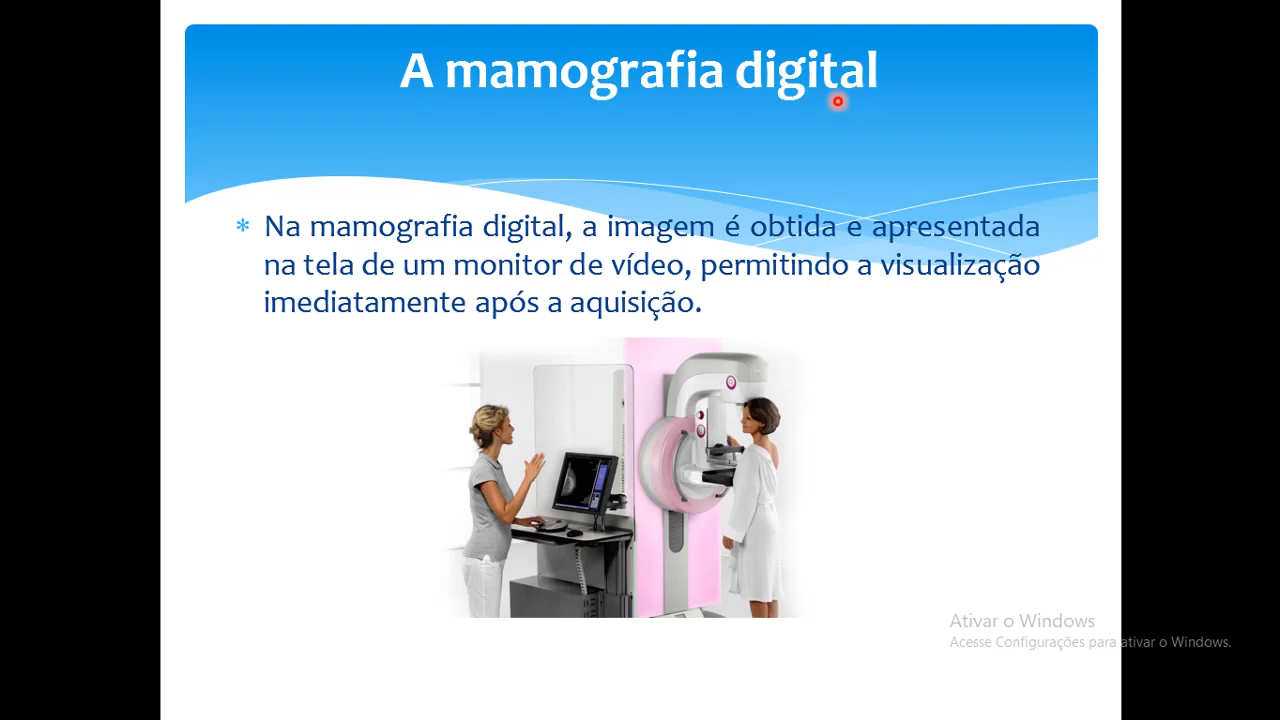 A mamografia digital
Na mamografia digital, a imagem é obtida e apresentada
na tela de um monitor de vídeo, permitindo a visualização
imediatamente após a aquisição.
Ativar o Windows
Acesse Configurações para ativar o Windows.